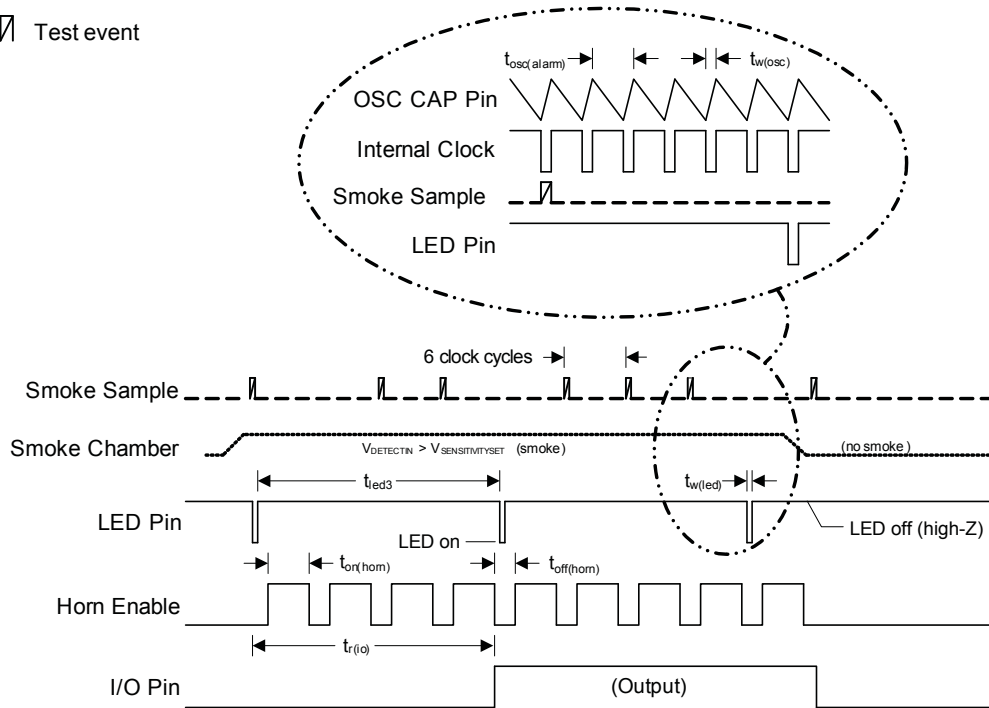 Test event
tosc(alarm)
tw(osc)
OSC CAP Pin
Internal Clock
Smoke Sample
LED Pin
6 clock cycles
Smoke Sample
Smoke Chamber
VDETECTIN > VSENSITIVITYSET (smoke)
(no smoke)
tled3
tw(led)
LED Pin
LED on
LED off (high-Z)
ton(horn)
toff(horn)
Horn Enable
tr(io)
I/O Pin
(Output)